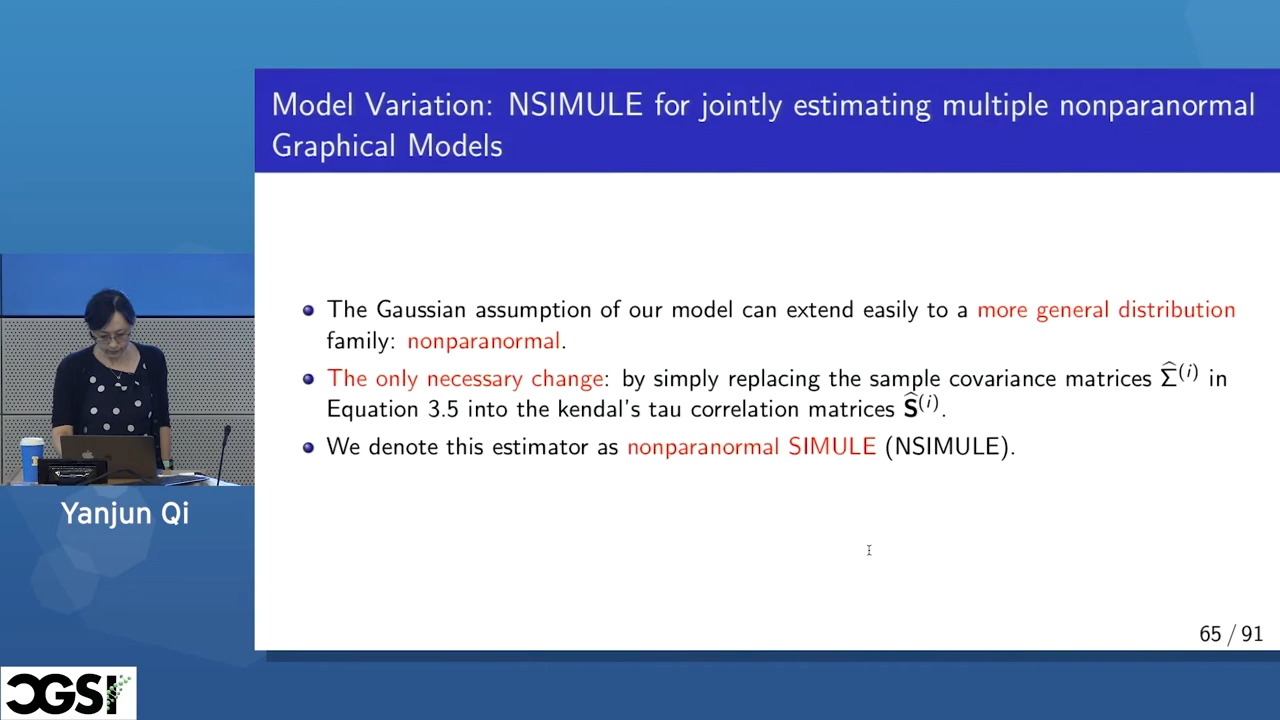 Model Variation: NSIMULE for jointly estimating multiple nonparanormal
Graphical Models
The Gaussian assumption of our model can extend easily to a more general distribution
family: nonparanormal.
The only necessary change: by simply replacing the sample covariance matrices Σ̂⁽ⁱ⁾ in
Equation 3.5 into the kendal's tau correlation matrices Ŝ⁽ⁱ⁾.
We denote this estimator as nonparanormal SIMULE (NSIMULE).
65 / 91
Yanjun Qi
CGSI